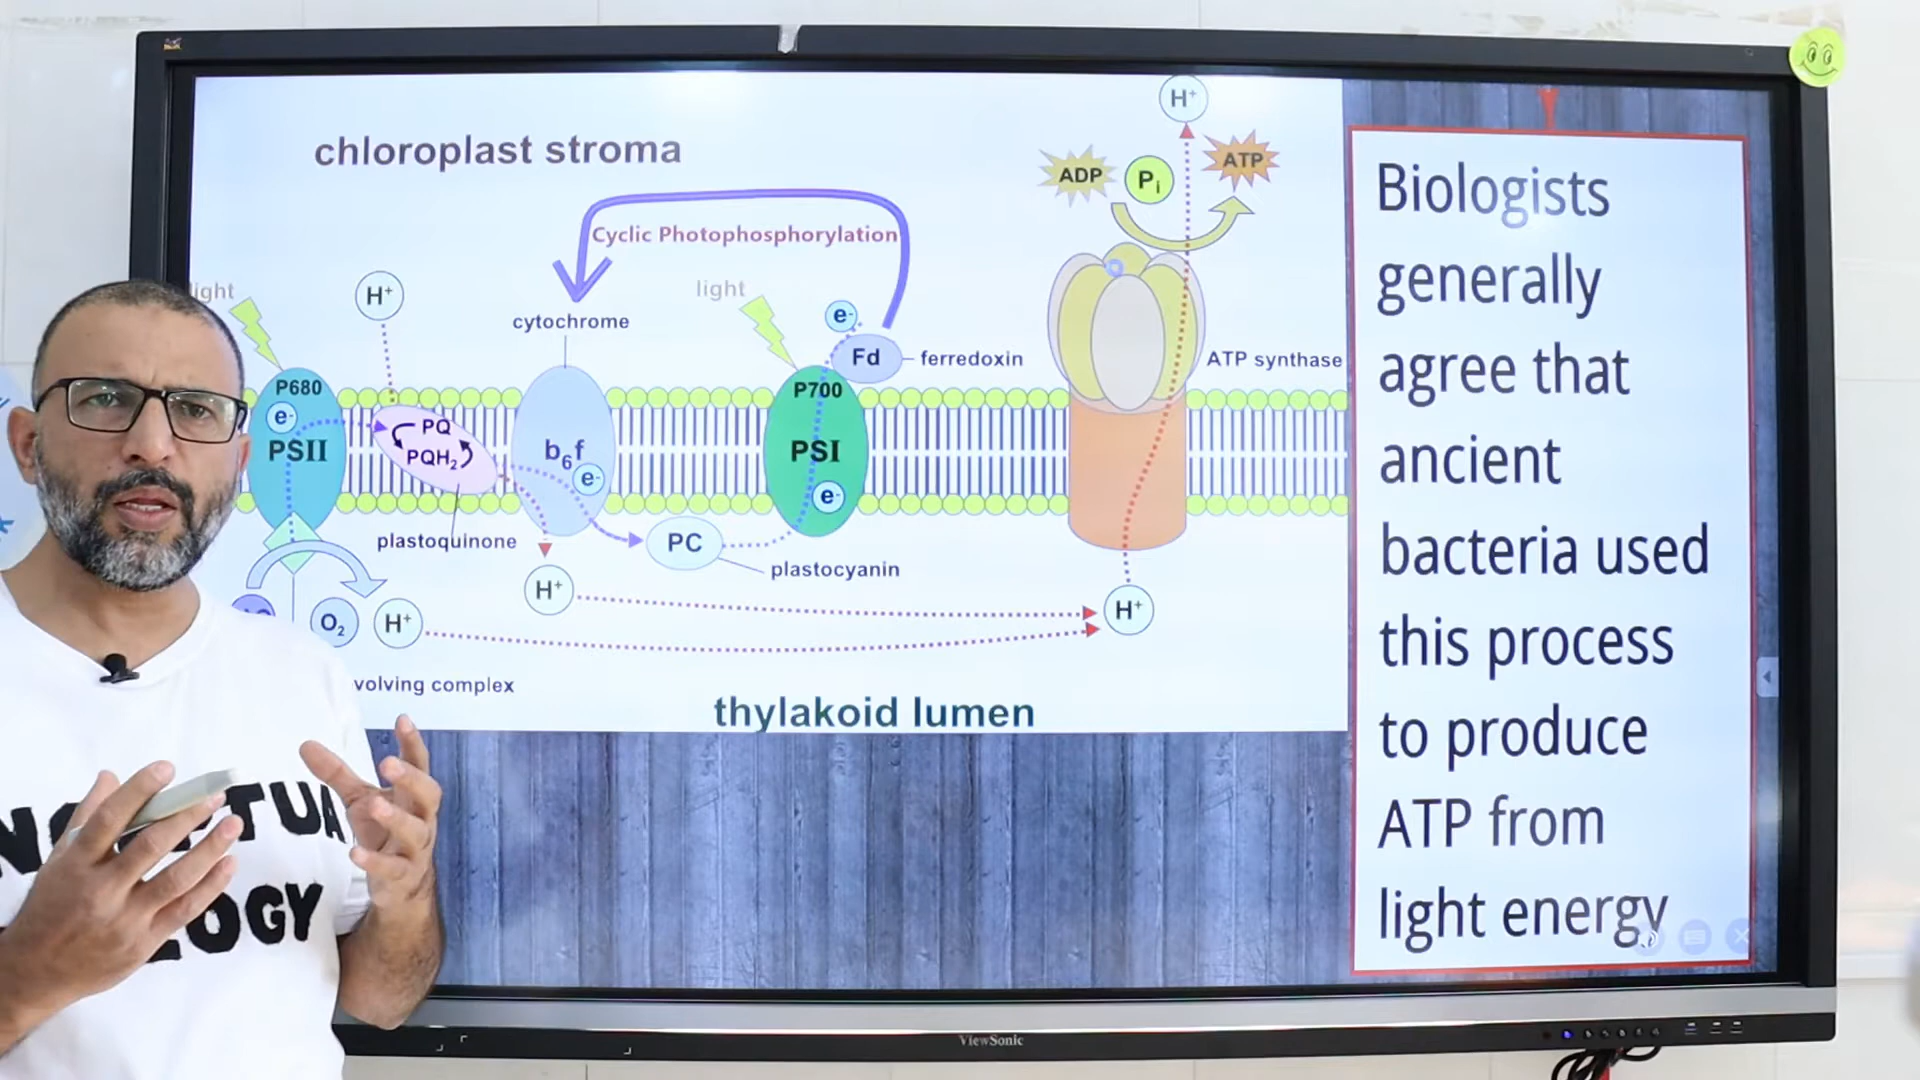 chloroplast stroma
H⁺
ADP
Pᵢ
ATP
Cyclic Photophosphorylation
light
H⁺
light
e⁻
cytochrome
Fd
ferredoxin
ATP synthase
P680
e⁻
PSII
PQ
PQH₂
b₆f
e⁻
P700
PSI
e⁻
plastoquinone
PC
plastocyanin
H⁺
H⁺
O₂
H⁺
volving complex
thylakoid lumen
Biologists
generally
agree that
ancient
bacteria used
this process
to produce
ATP from
light energy
ViewSonic